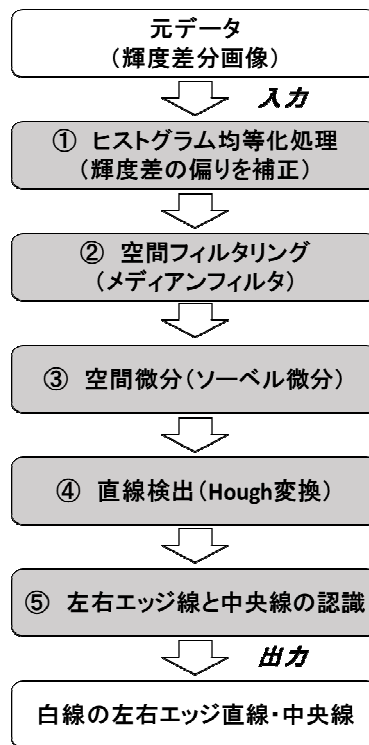 元データ
(輝度差分画像)
入力
① ヒストグラム均等化処理
(輝度差の偏りを補正)
② 空間フィルタリング
(メディアンフィルタ)
③ 空間微分(ソーベル微分)
④ 直線検出(Hough変換)
⑤ 左右エッジ線と中央線の認識
出力
白線の左右エッジ直線・中央線